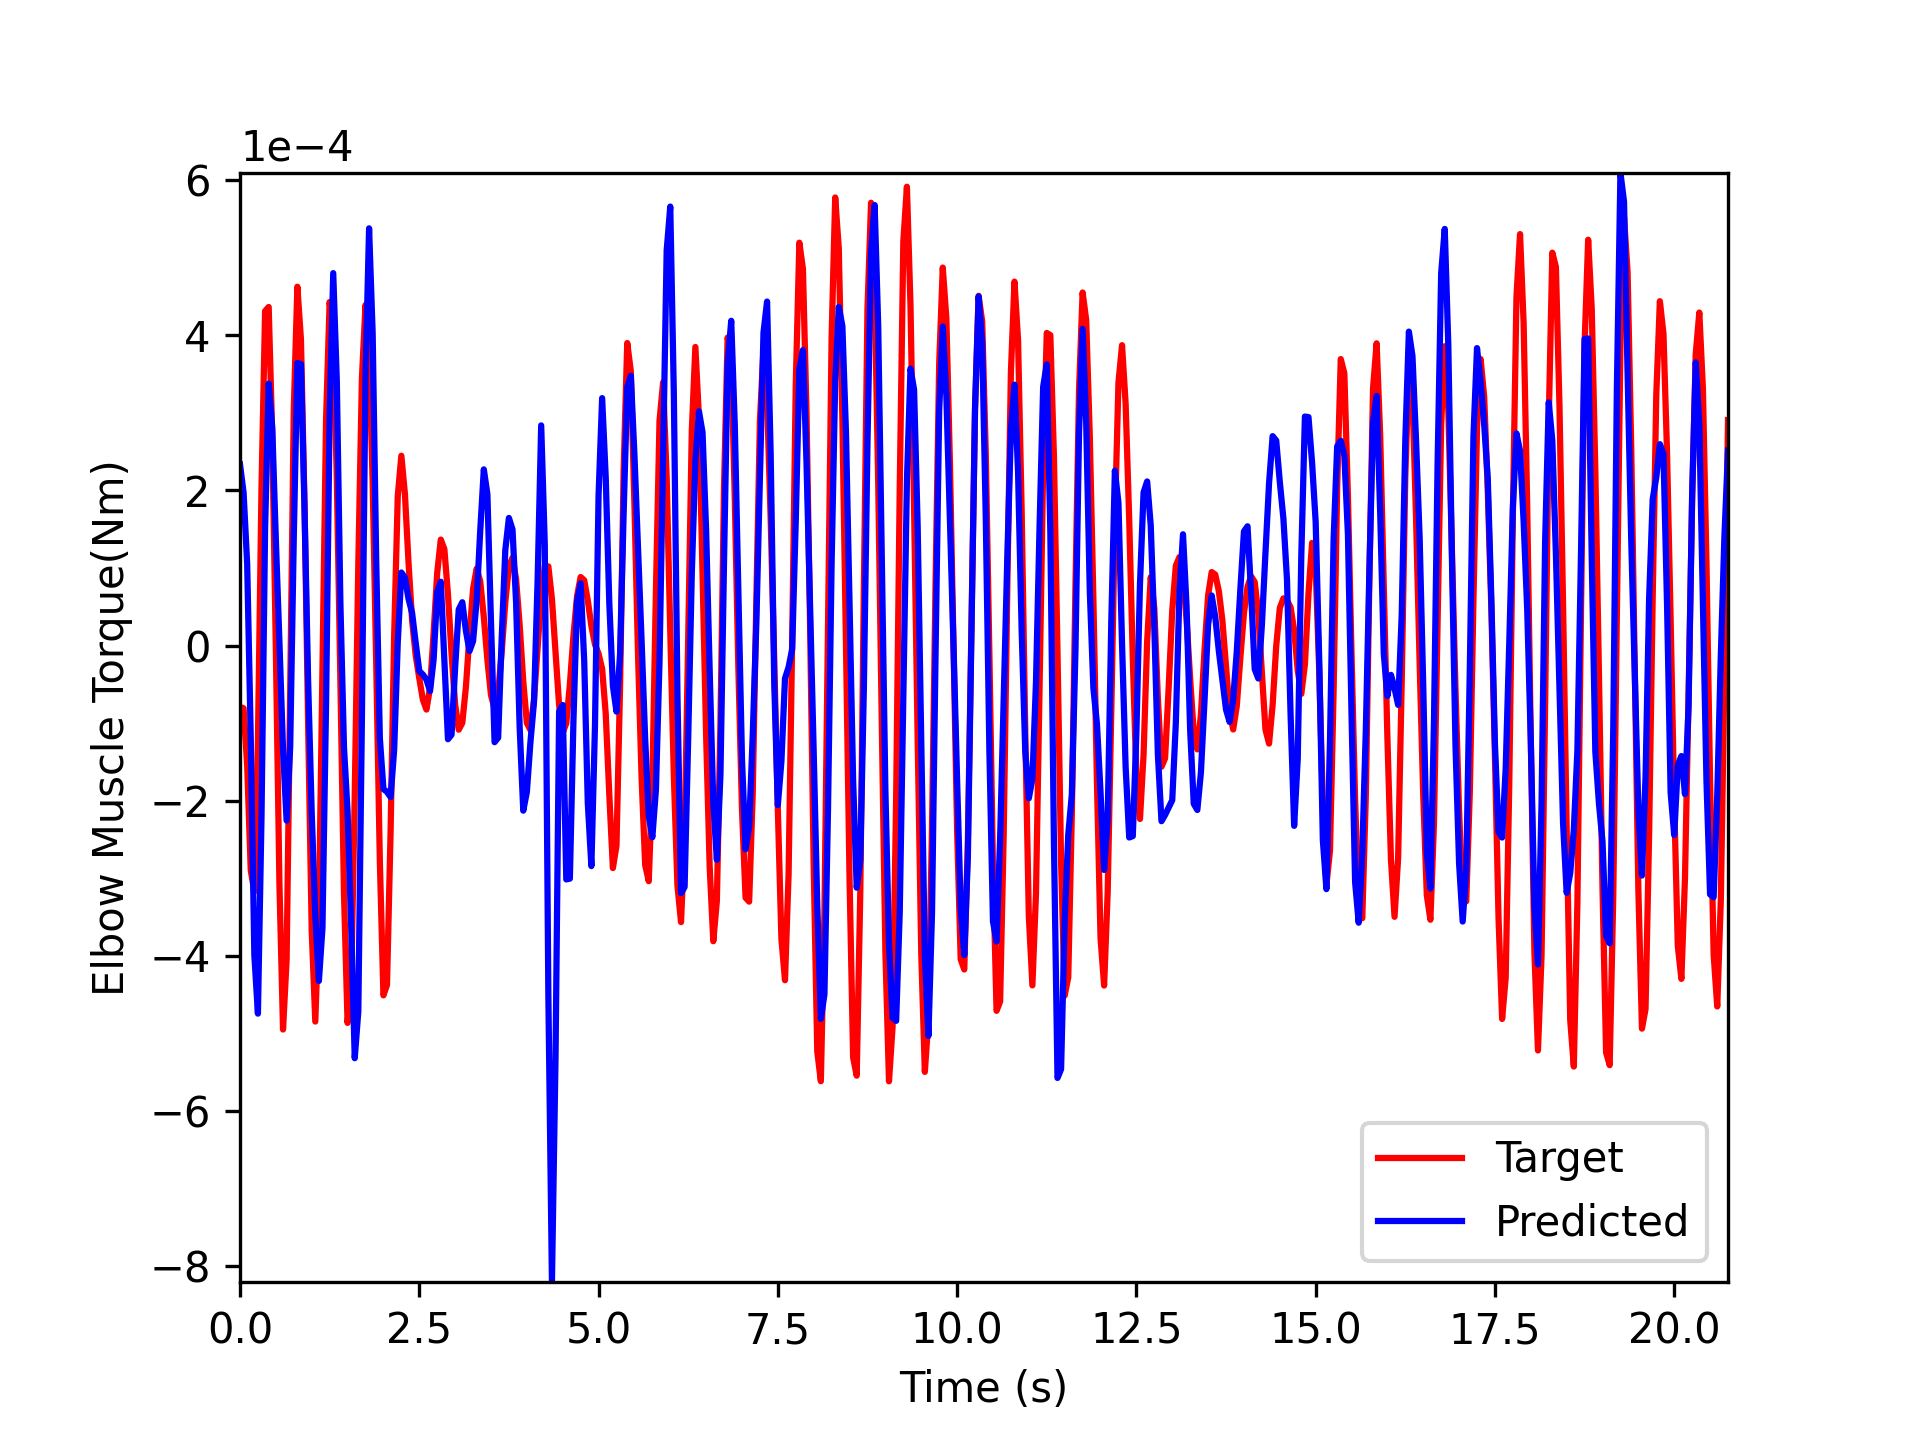 1e−4
6
4
2
0
−2
−4
−6
−8
Elbow Muscle Torque(Nm)
Target
Predicted
0.0 2.5 5.0 7.5 10.0 12.5 15.0 17.5 20.0
Time (s)